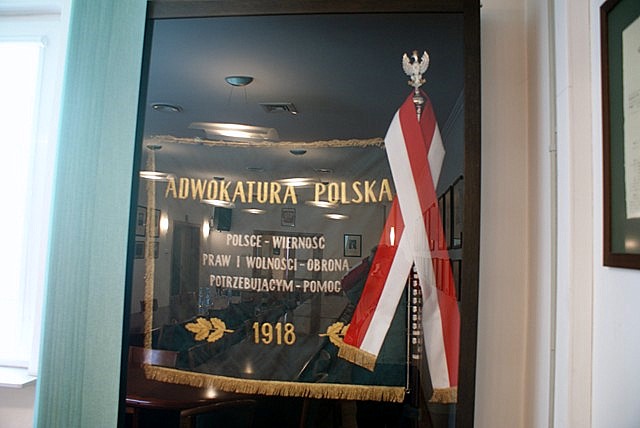 ADWOKATURA POLSKA
POLSCE - WIERNOŚĆ
PRAW I WOLNOŚCI - OBRONA
POTRZEBUJĄCYM - POMOC
1918